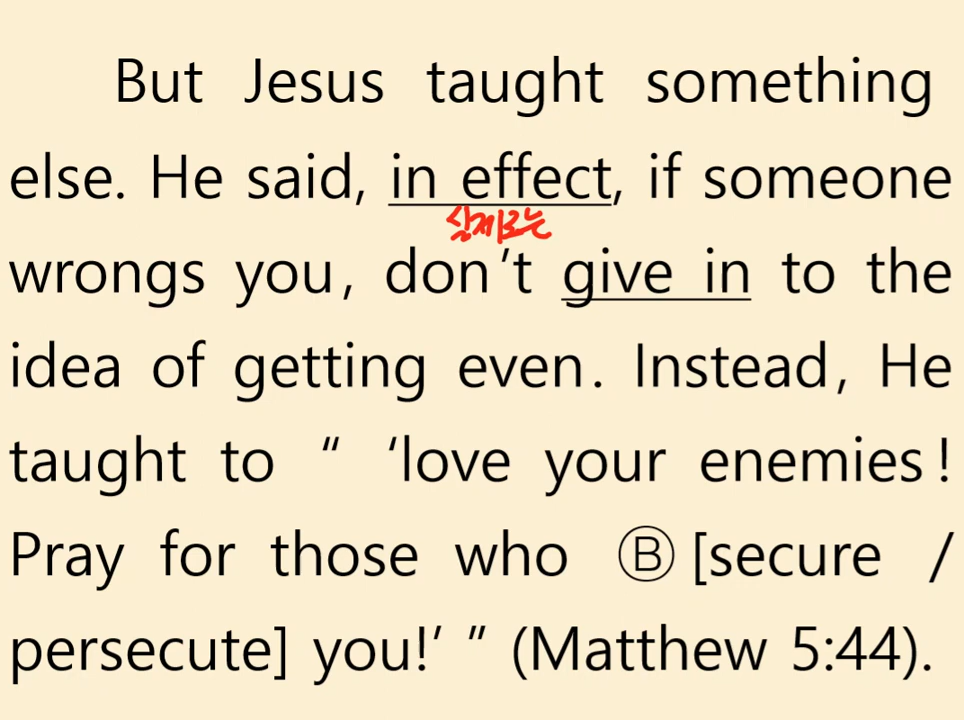 But Jesus taught something
else. He said, in effect, if someone
실제로는
wrongs you, don't give in to the
idea of getting even. Instead, He
taught to “ ‘love your enemies!
Pray for those who Ⓑ [secure /
persecute] you!’ ” (Matthew 5:44).